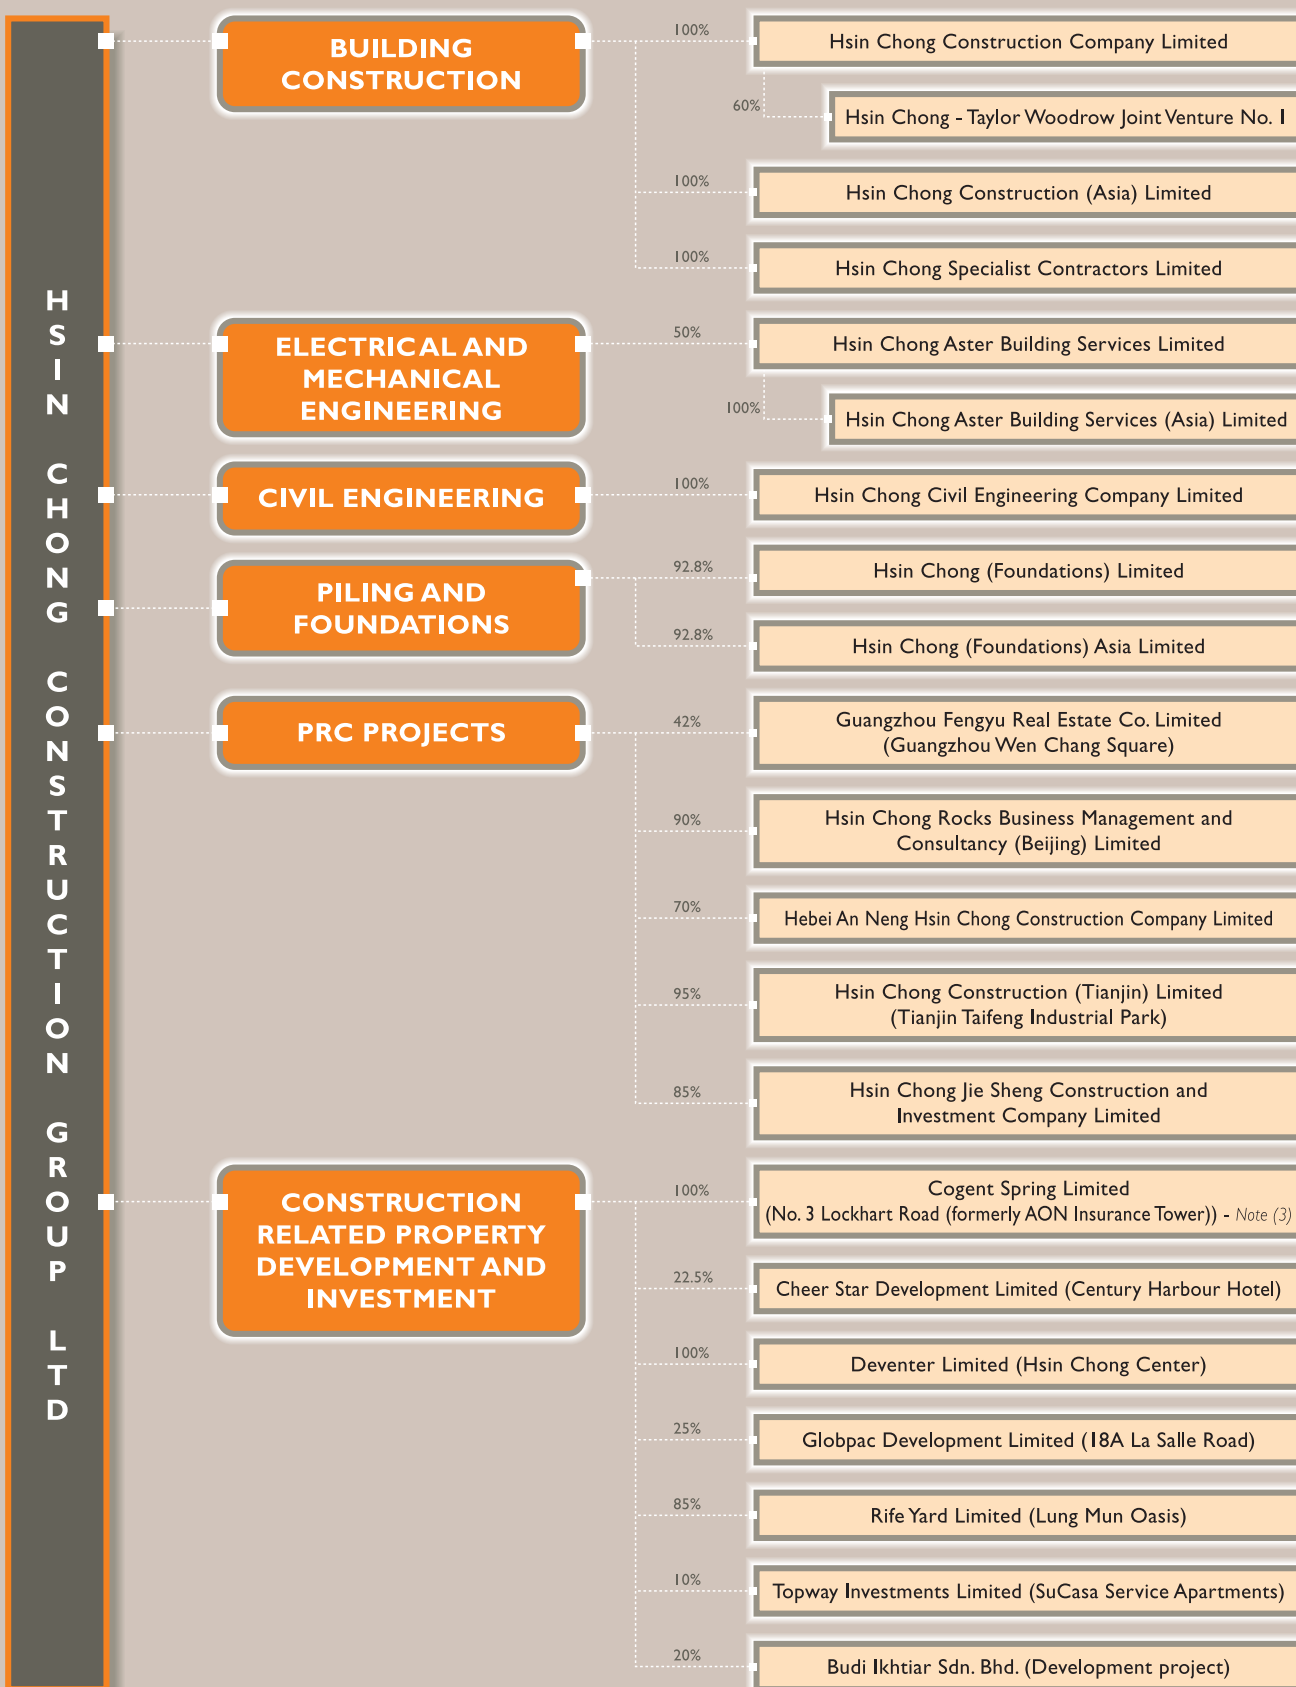 HSIN CHONG CONSTRUCTION GROUP LTD
BUILDING
CONSTRUCTION
100%
Hsin Chong Construction Company Limited
60%
Hsin Chong - Taylor Woodrow Joint Venture No. 1
100%
Hsin Chong Construction (Asia) Limited
100%
Hsin Chong Specialist Contractors Limited
ELECTRICAL AND
MECHANICAL
ENGINEERING
50%
Hsin Chong Aster Building Services Limited
100%
Hsin Chong Aster Building Services (Asia) Limited
CIVIL ENGINEERING
100%
Hsin Chong Civil Engineering Company Limited
PILING AND
FOUNDATIONS
92.8%
Hsin Chong (Foundations) Limited
92.8%
Hsin Chong (Foundations) Asia Limited
PRC PROJECTS
42%
Guangzhou Fengyu Real Estate Co. Limited
(Guangzhou Wen Chang Square)
90%
Hsin Chong Rocks Business Management and
Consultancy (Beijing) Limited
70%
Hebei An Neng Hsin Chong Construction Company Limited
95%
Hsin Chong Construction (Tianjin) Limited
(Tianjin Taifeng Industrial Park)
85%
Hsin Chong Jie Sheng Construction and
Investment Company Limited
CONSTRUCTION
RELATED PROPERTY
DEVELOPMENT AND
INVESTMENT
100%
Cogent Spring Limited
(No. 3 Lockhart Road (formerly AON Insurance Tower)) - Note (3)
22.5%
Cheer Star Development Limited (Century Harbour Hotel)
100%
Deventer Limited (Hsin Chong Center)
25%
Globpac Development Limited (18A La Salle Road)
85%
Rife Yard Limited (Lung Mun Oasis)
10%
Topway Investments Limited (SuCasa Service Apartments)
20%
Budi Ikhtiar Sdn. Bhd. (Development project)